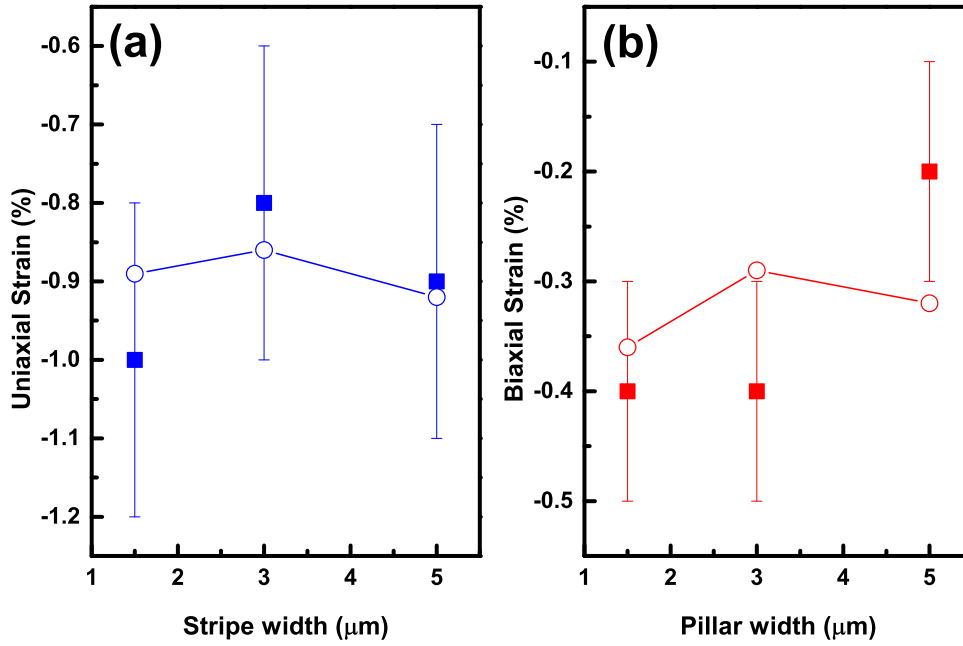 (a)
-0.6
-0.7
-0.8
-0.9
-1.0
-1.1
-1.2
Uniaxial Strain (%)
1 2 3 4 5
Stripe width (μm)
(b)
-0.1
-0.2
-0.3
-0.4
-0.5
Biaxial Strain (%)
1 2 3 4 5
Pillar width (μm)